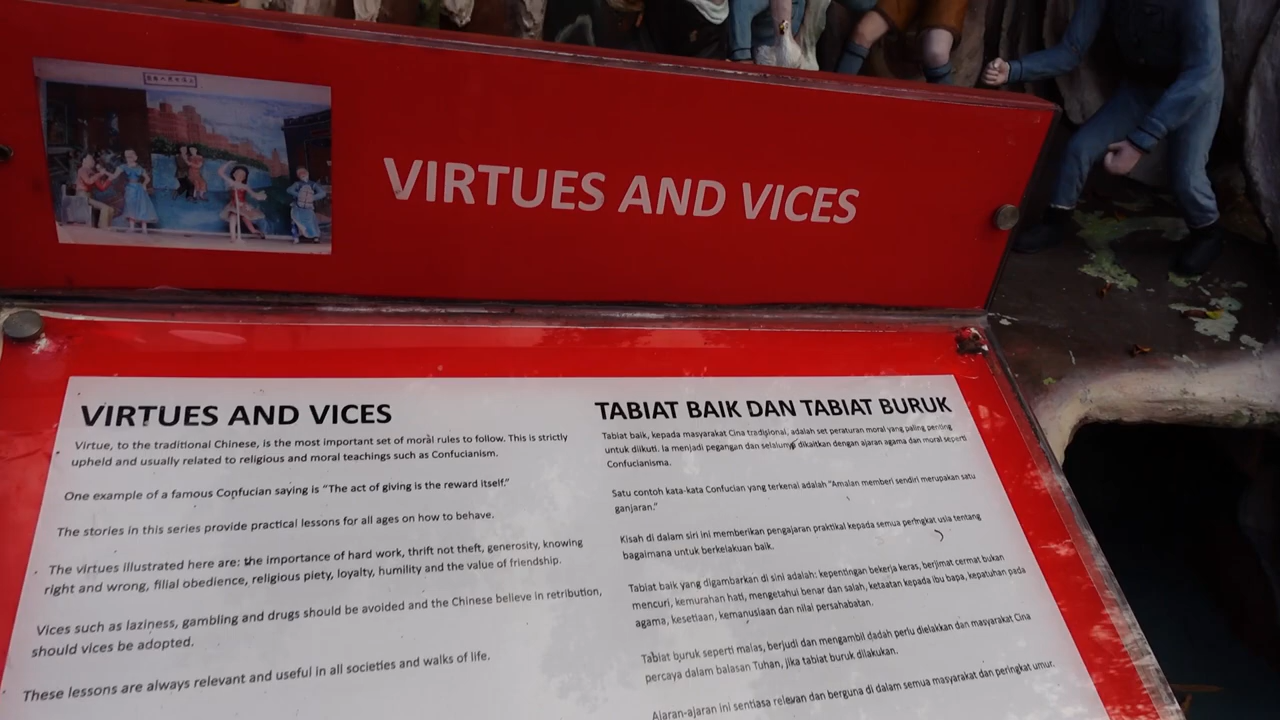 VIRTUES AND VICES
VIRTUES AND VICES
Virtue, to the traditional Chinese, is the most important set of moral rules to follow. This is strictly
upheld and usually related to religious and moral teachings such as Confucianism.
One example of a famous Confucian saying is “The act of giving is the reward itself.”
The stories in this series provide practical lessons for all ages on how to behave.
The virtues illustrated here are: the importance of hard work, thrift not theft, generosity, knowing
right and wrong, filial obedience, religious piety, loyalty, humility and the value of friendship.
Vices such as laziness, gambling and drugs should be avoided and the Chinese believe in retribution,
should vices be adopted.
These lessons are always relevant and useful in all societies and walks of life.
TABIAT BAIK DAN TABIAT BURUK
Tabiat baik, kepada masyarakat Cina tradisional, adalah set peraturan moral yang paling penting
untuk diikuti. Ia menjadi pegangan dan selalunya dikaitkan dengan ajaran agama dan moral seperti
Confucianisma.
Satu contoh kata-kata Confucian yang terkenal adalah “Amalan memberi sendiri merupakan satu
ganjaran.”
Kisah di dalam siri ini memberikan pengajaran praktikal kepada semua peringkat usia tentang
bagaimana untuk berkelakuan baik.
Tabiat baik yang digambarkan di sini adalah: kepentingan bekerja keras, berjimat cermat bukan
mencuri, kemurahan hati, mengetahui benar dan salah, ketaatan kepada ibu bapa, kepatuhan pada
agama, kesetiaan, kemanusiaan dan nilai persahabatan.
Tabiat buruk seperti malas, berjudi dan mengambil dadah perlu dielakkan dan masyarakat Cina
percaya dalam balasan Tuhan, jika tabiat buruk dilakukan.
Ajaran-ajaran ini sentiasa relevan dan berguna di dalam semua masyarakat dan peringkat umur.